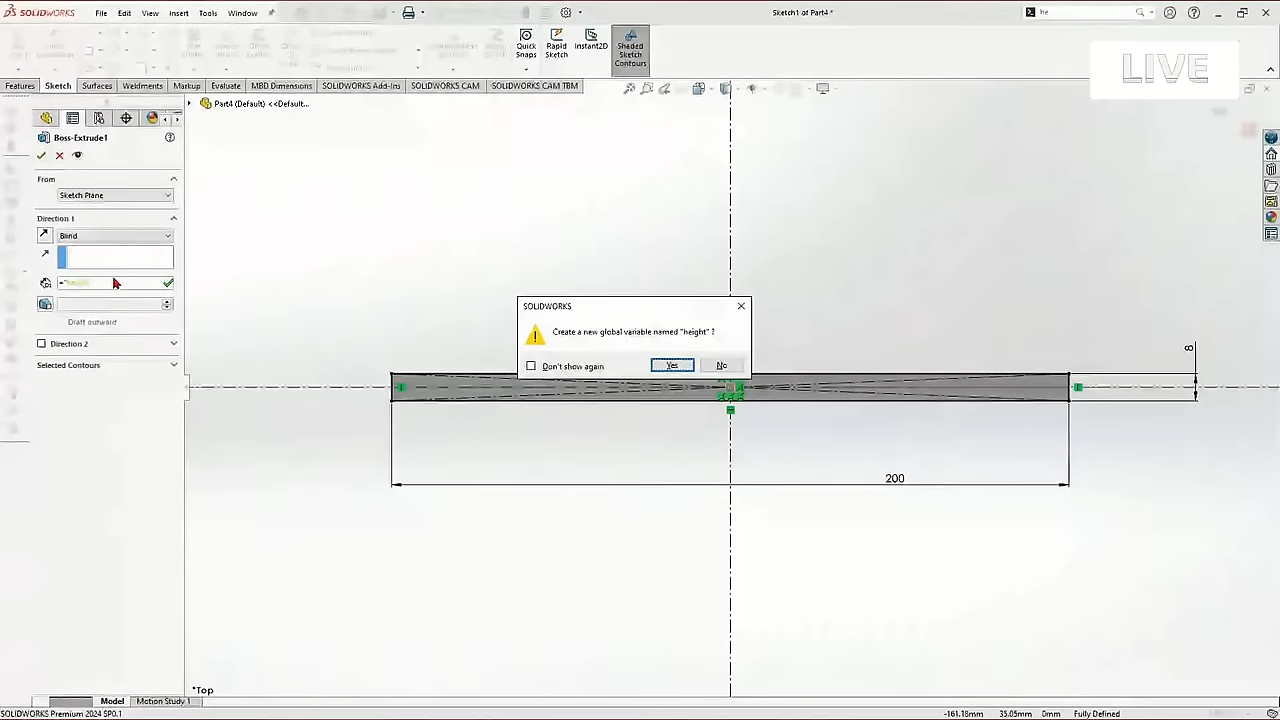 SOLIDWORKS File Edit View Insert Tools Window Sketch1 of Part4* he
Quick Snaps
Rapid Sketch
Instant2D
Shaded Sketch Contours
LIVE
Features Sketch Surfaces Weldments Markup Evaluate MBD Dimensions SOLIDWORKS Add-Ins SOLIDWORKS CAM SOLIDWORKS CAM TBM
Part4 (Default) <<Default...
Boss-Extrude1
From
Sketch Plane
Direction 1
Blind
="height
Draft outward
Direction 2
Selected Contours
SOLIDWORKS
Create a new global variable named "height" ?
Don't show again
Yes
No
8
200
*Top
Model Motion Study 1
SOLIDWORKS Premium 2024 SP0.1 -161.18mm 35.05mm 0mm Fully Defined